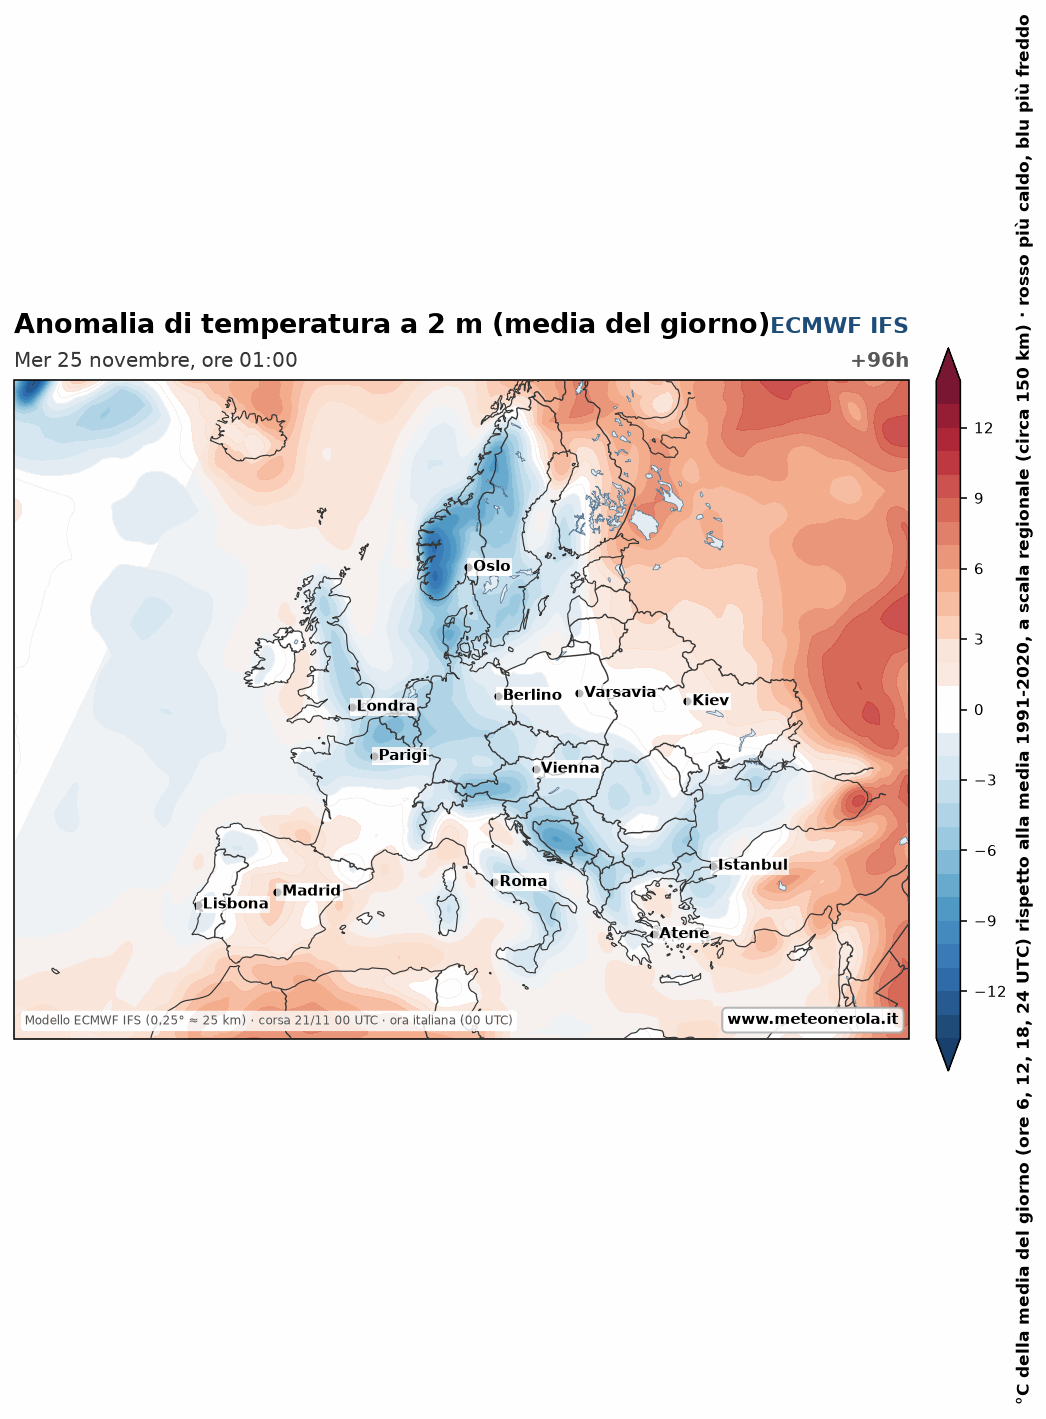 Anomalia di temperatura a 2 m (media del giorno)
ECMWF IFS
Mer 25 novembre, ore 01:00
+96h
Oslo
Londra
Berlino
Varsavia
Kiev
Parigi
Vienna
Istanbul
Roma
Madrid
Lisbona
Atene
Modello ECMWF IFS (0,25° ≈ 25 km) · corsa 21/11 00 UTC · ora italiana (00 UTC)
www.meteonerola.it
12
9
6
3
0
−3
−6
−9
−12
°C della media del giorno (ore 6, 12, 18, 24 UTC) rispetto alla media 1991-2020, a scala regionale (circa 150 km) · rosso più caldo, blu più freddo